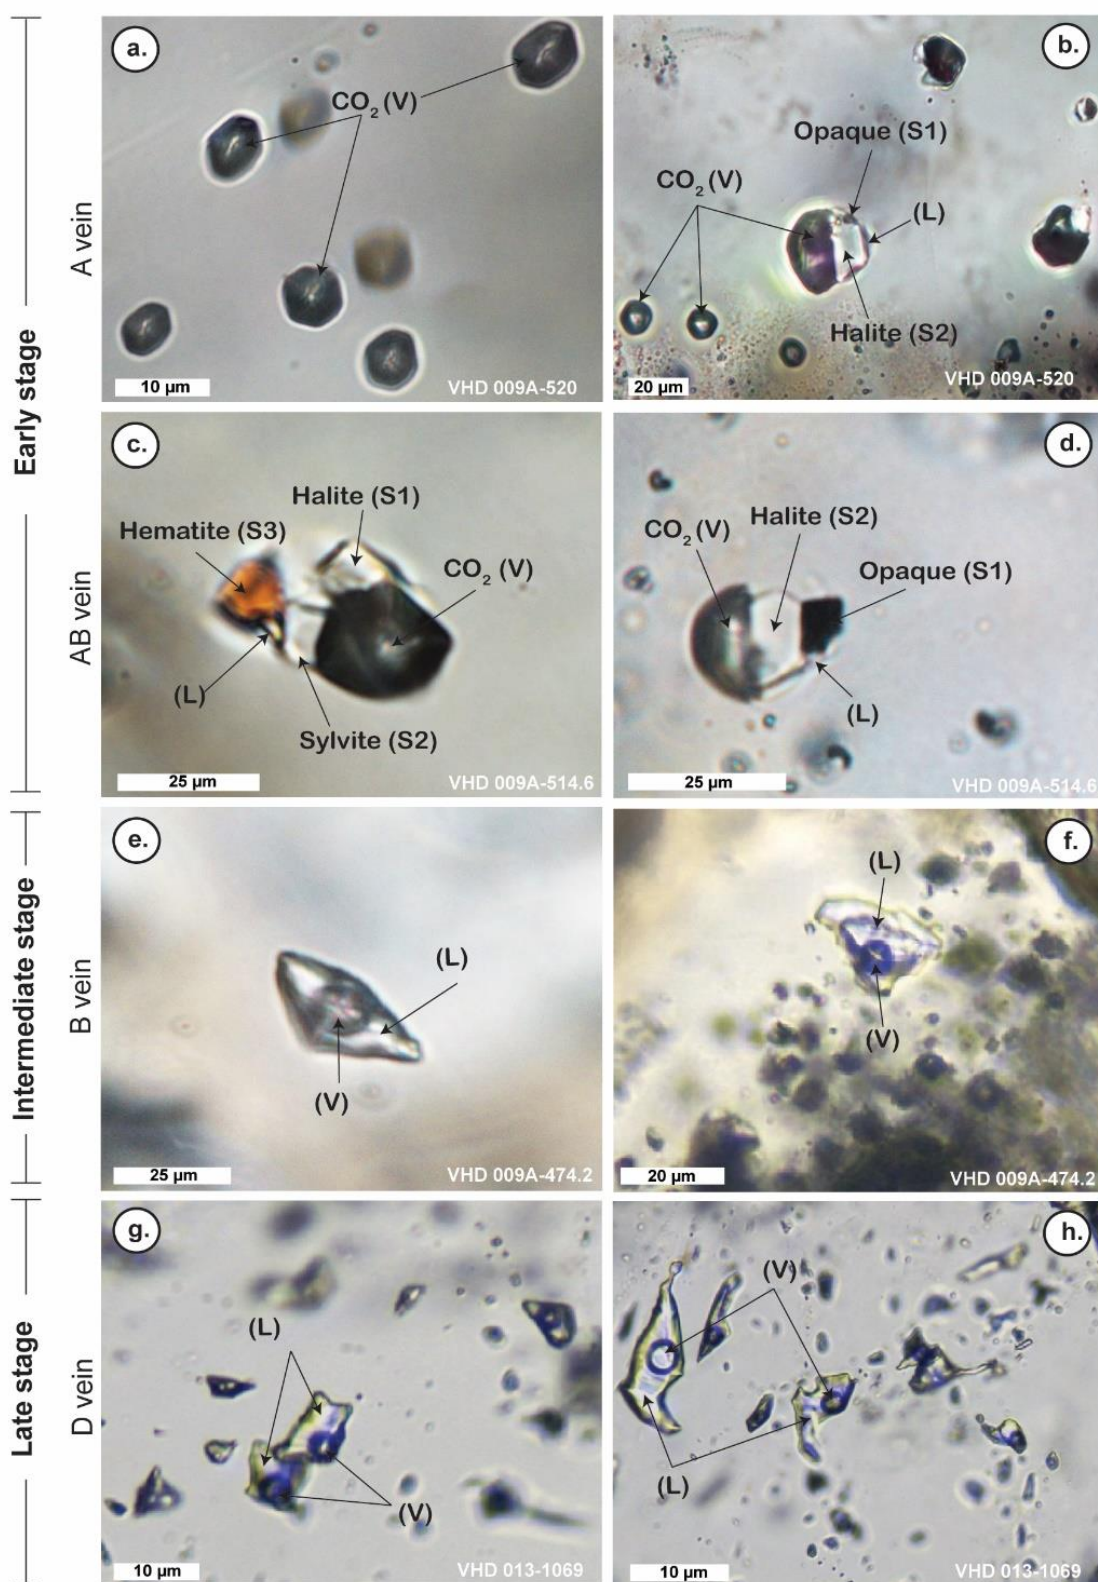 Early stage
A vein
a.
CO₂ (V)
10 µm
VHD 009A-520
b.
Opaque (S1)
CO₂ (V)
(L)
Halite (S2)
20 µm
VHD 009A-520
AB vein
c.
Halite (S1)
Hematite (S3)
CO₂ (V)
(L)
Sylvite (S2)
25 µm
VHD 009A-514.6
d.
Halite (S2)
CO₂ (V)
Opaque (S1)
(L)
25 µm
VHD 009A-514.6
Intermediate stage
B vein
e.
(L)
(V)
25 µm
VHD 009A-474.2
f.
(L)
(V)
20 µm
VHD 009A-474.2
Late stage
D vein
g.
(L)
(V)
10 µm
VHD 013-1069
h.
(V)
(L)
10 µm
VHD 013-1069